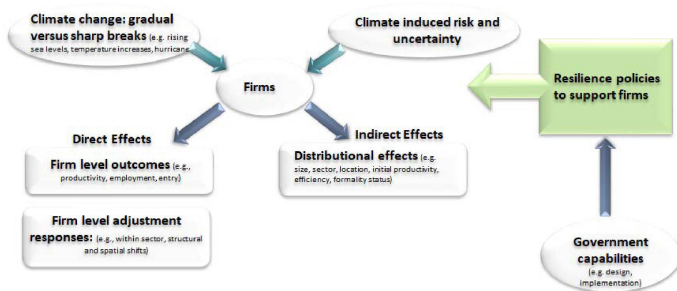 Climate change: gradual
versus sharp breaks (e.g. rising
sea levels, temperature increases, hurricane
Climate induced risk and
uncertainty
Firms
Resilience policies
to support firms
Direct Effects
Firm level outcomes (e.g.,
productivity, employment, entry)
Indirect Effects
Distributional effects (e.g.
size, sector, location, initial productivity,
efficiency, formality status)
Firm level adjustment
responses: (e.g., within sector, structural
and spatial shifts)
Government
capabilities
(e.g. design,
implementation)